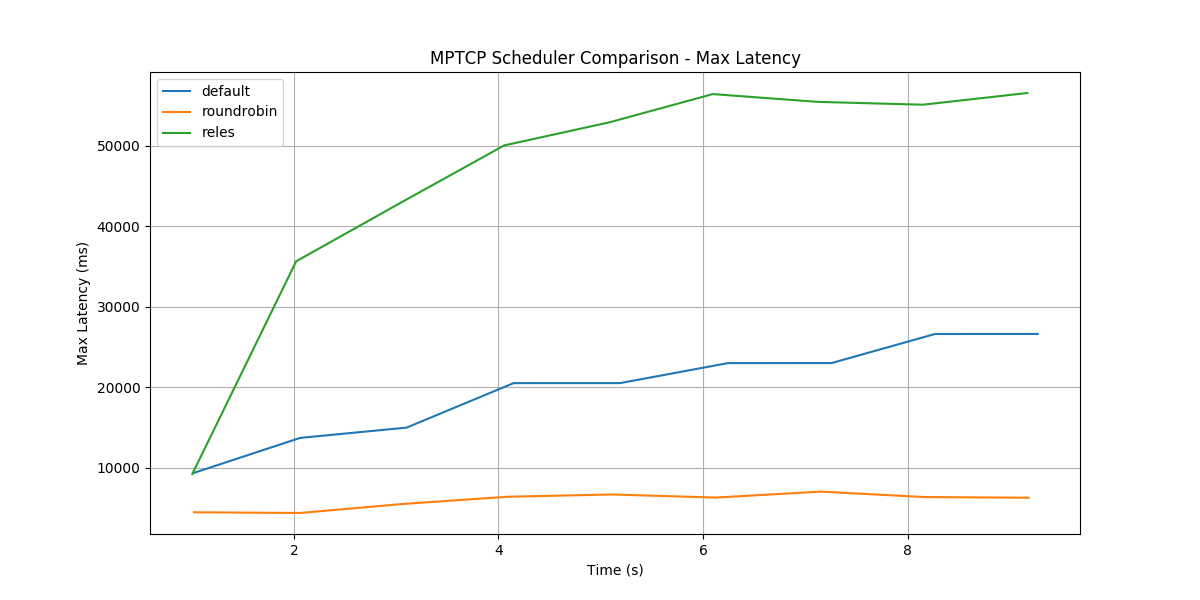 MPTCP Scheduler Comparison - Max Latency
default
roundrobin
reles
Max Latency (ms)
50000
40000
30000
20000
10000
2 4 6 8
Time (s)